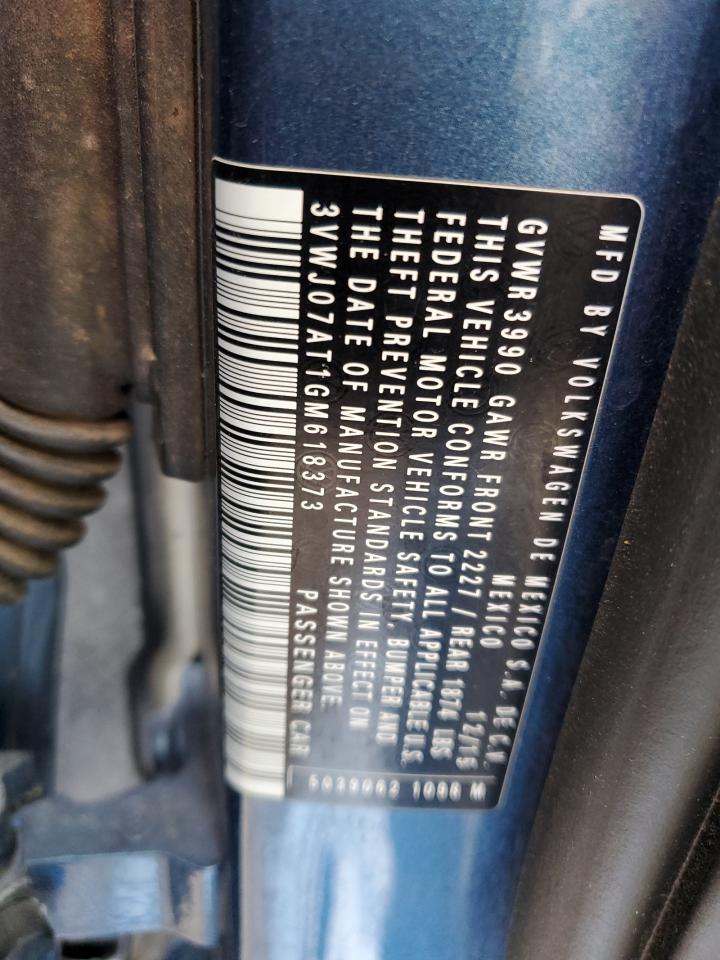 MFD BY VOLKSWAGEN DE MEXICO S.A. DE C.V.
MEXICO 12/15
GVWR 3990 GAWR FRONT 2227 / REAR 1874 LBS
THIS VEHICLE CONFORMS TO ALL APPLICABLE U.S.
FEDERAL MOTOR VEHICLE SAFETY, BUMPER AND
THEFT PREVENTION STANDARDS IN EFFECT ON
THE DATE OF MANUFACTURE SHOWN ABOVE.
3VWJ07AT1GM618373 PASSENGER CAR
M